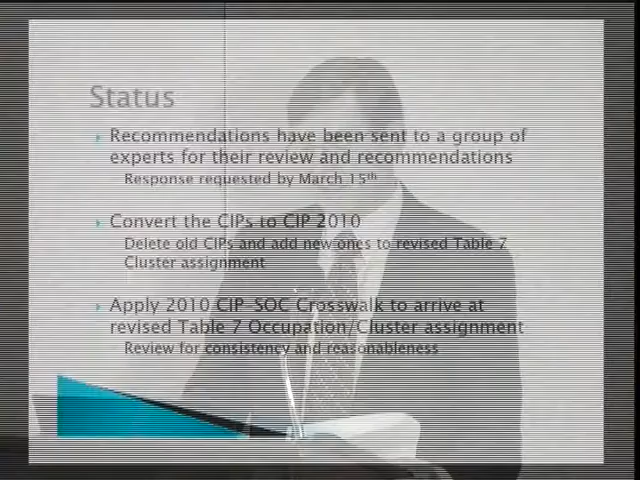 Status
Recommendations have been sent to a group of
experts for their review and recommendations
Response requested by March 15th
Convert the CIPs to CIP 2010
Delete old CIPs and add new ones to revised Table 7
Cluster assignment
Apply 2010 CIP-SOC Crosswalk to arrive at
revised Table 7 Occupation/Cluster assignment
Review for consistency and reasonableness